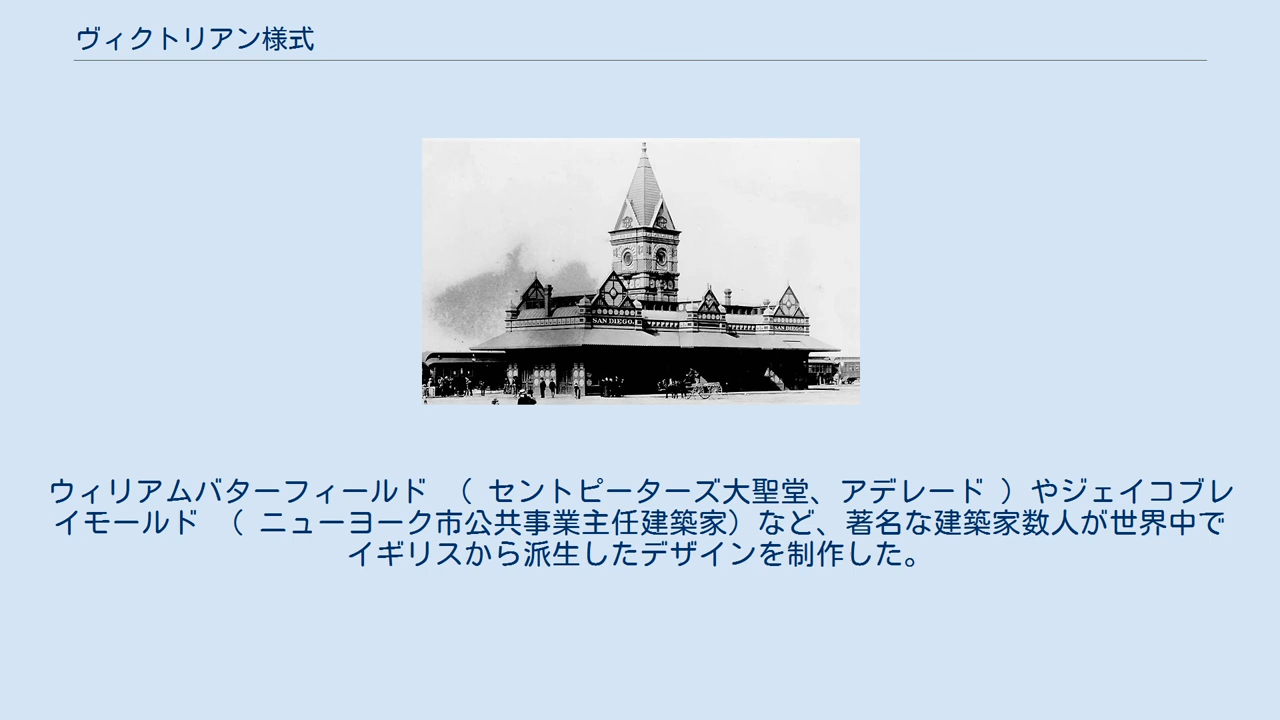 ヴィクトリアン様式
SAN DIEGO.
SAN DIEGO.
ウィリアムバターフィールド （ セントピーターズ大聖堂、アデレード ）やジェイコブレ
イモールド （ ニューヨーク市公共事業主任建築家）など、著名な建築家数人が世界中で
イギリスから派生したデザインを制作した。